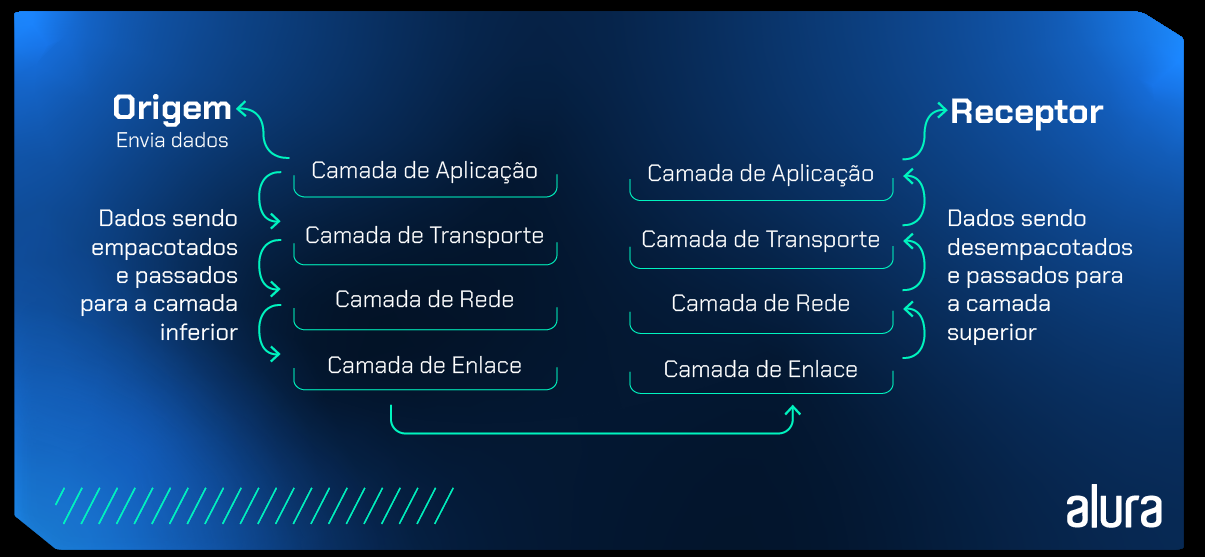 Origem
Envia dados
Dados sendo
empacotados
e passados
para a camada
inferior
Camada de Aplicação
Camada de Transporte
Camada de Rede
Camada de Enlace
Camada de Aplicação
Camada de Transporte
Camada de Rede
Camada de Enlace
Receptor
Dados sendo
desempacotados
e passados para
a camada
superior
alura